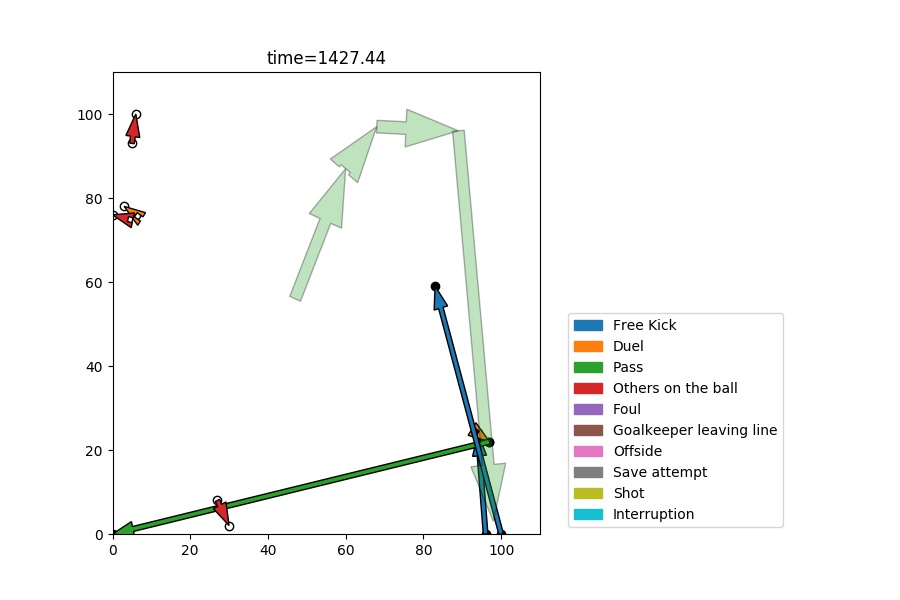 time=1427.44
100
80
60
40
20
0
0 20 40 60 80 100
Free Kick
Duel
Pass
Others on the ball
Foul
Goalkeeper leaving line
Offside
Save attempt
Shot
Interruption